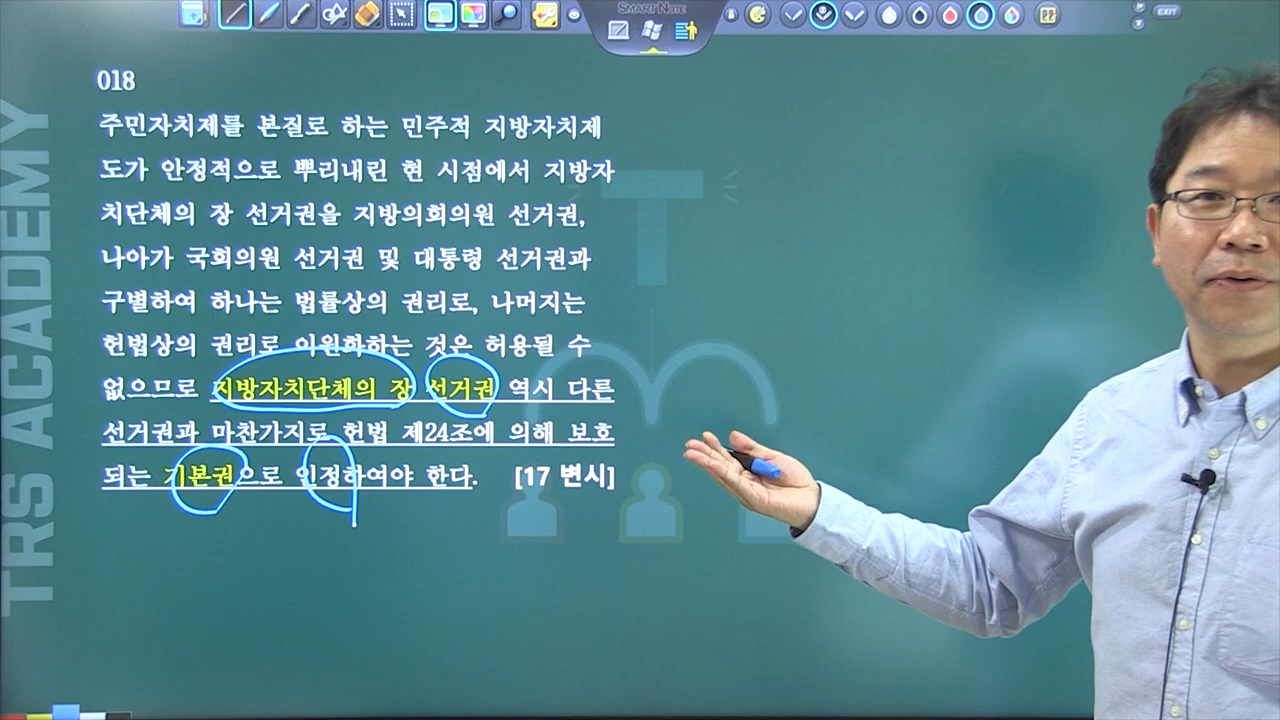 SMART NOTE
EXIT
TRS ACADEMY
018
주민자치제를 본질로 하는 민주적 지방자치제
도가 안정적으로 뿌리내린 현 시점에서 지방자
치단체의 장 선거권을 지방의회의원 선거권,
나아가 국회의원 선거권 및 대통령 선거권과
구별하여 하나는 법률상의 권리로, 나머지는
헌법상의 권리로 이원화하는 것은 허용될 수
없으므로 지방자치단체의 장 선거권 역시 다른
선거권과 마찬가지로 헌법 제24조에 의해 보호
되는 기본권으로 인정하여야 한다. [17 변시]